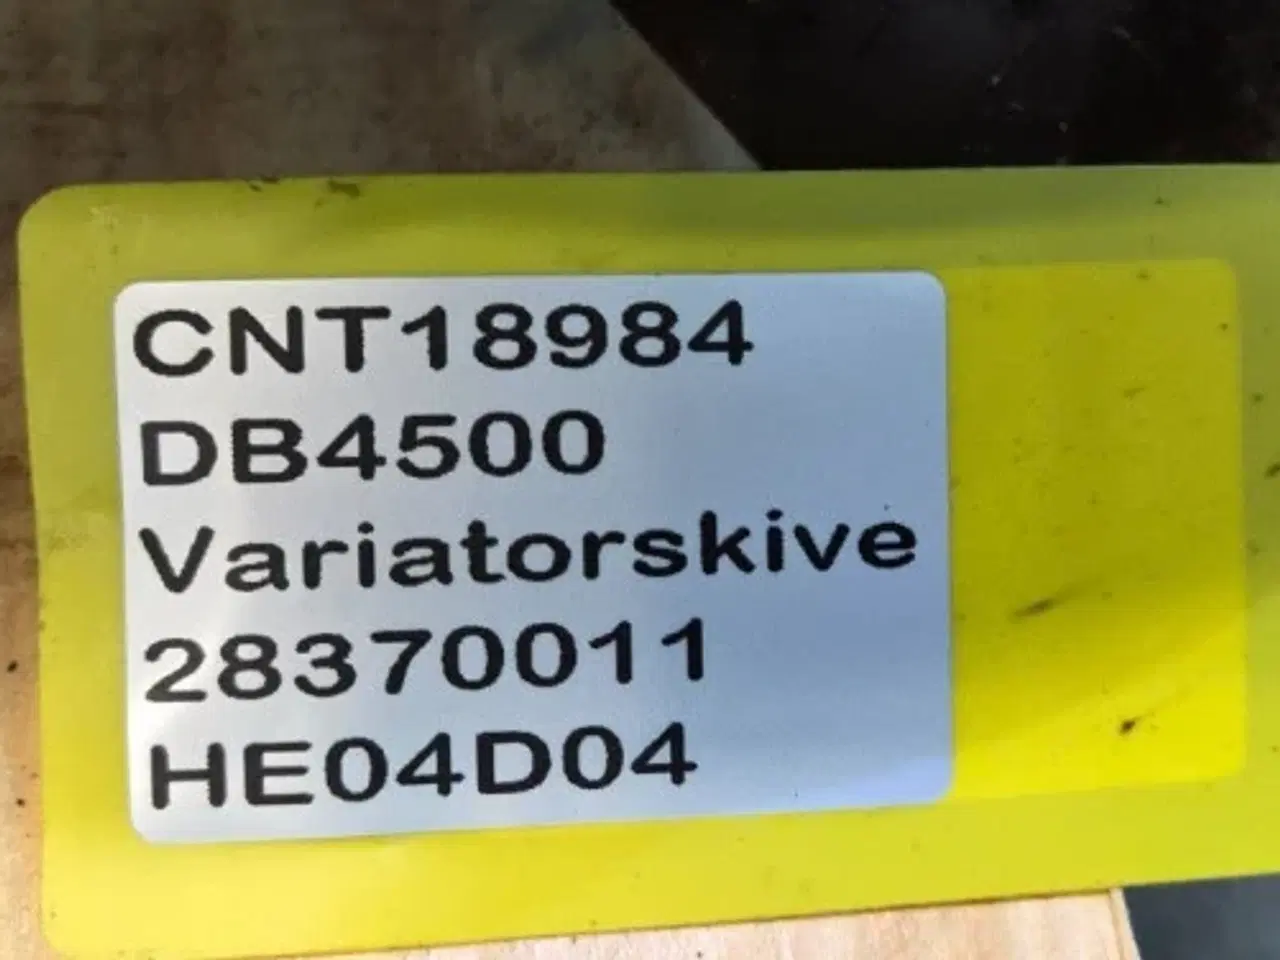 CNT18984
DB4500
Variatorskive
28370011
HE04D04